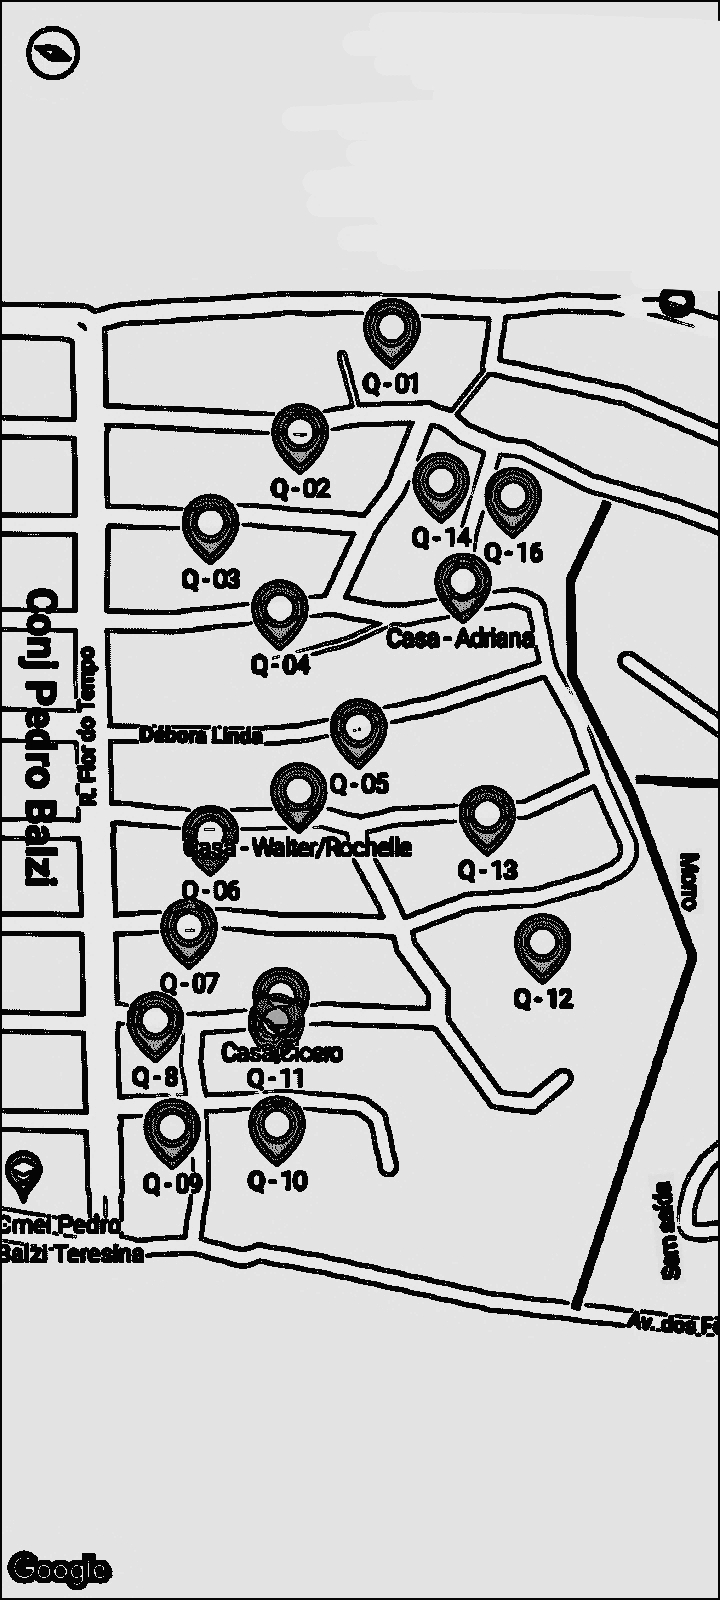 Q-01
Q-02
Q-14
Q-16
Q-03
Casa-Adriana
Q-04
Conj Pedro Balzi
R. Flor do Tempo
Débora Linda
Q-05
Casa-Walter/Rochelle
Q-13
Q-06
Morro
Q-07
Q-12
Casa Cicero
Q-8
Q-11
Q-09
Q-10
Sem saída
Cmei Pedro
Balzi Teresina
Av. dos
Google